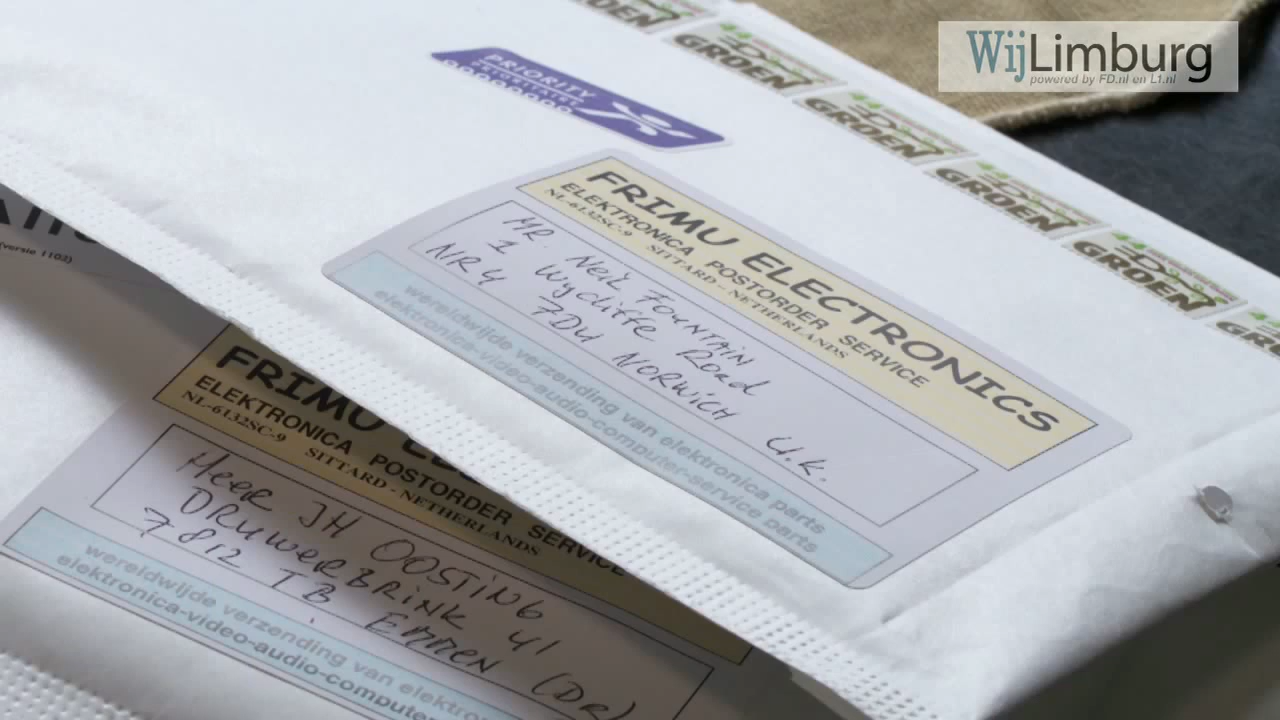 WijLimburg
powered by FD.nl en L1.nl
PRIORITY
PRIORITAIRE
GROEN
GROEN
GROEN
GROEN
GROEN
FRIMU ELECTRONICS
ELEKTRONICA POSTORDER SERVICE
NL-6132SC-9 SITTARD - NETHERLANDS
MR. Neil FOUNTAIN
1 Wycliffe Road
NR4 7DU NORWICH U.K.
wereldwijde verzending van elektronica parts
elektronica-video-audio-computer-service parts
(versie 1102)
FRIMU
ELEKTRONICA POSTORDER SERVICE
NL-6132SC-9 SITTARD - NETHERLANDS
Heer JH OOSTING
DRUWERBRINK 41
7812 TB EMMEN (DR)
wereldwijde verzending van elektron
elektronica-video-audio-computer